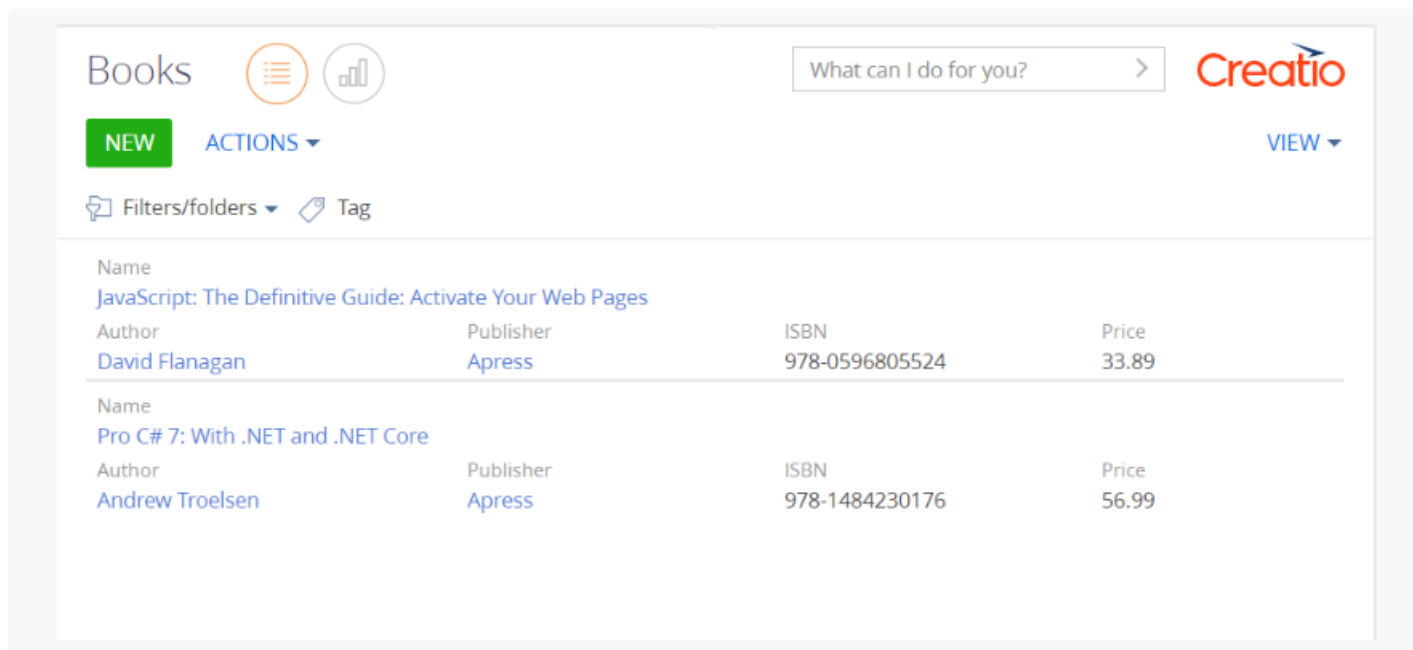 Books
What can I do for you?
Creatio
NEW ACTIONS VIEW
Filters/folders Tag
Name
JavaScript: The Definitive Guide: Activate Your Web Pages
Author Publisher ISBN Price
David Flanagan Apress 978-0596805524 33.89
Name
Pro C# 7: With .NET and .NET Core
Author Publisher ISBN Price
Andrew Troelsen Apress 978-1484230176 56.99